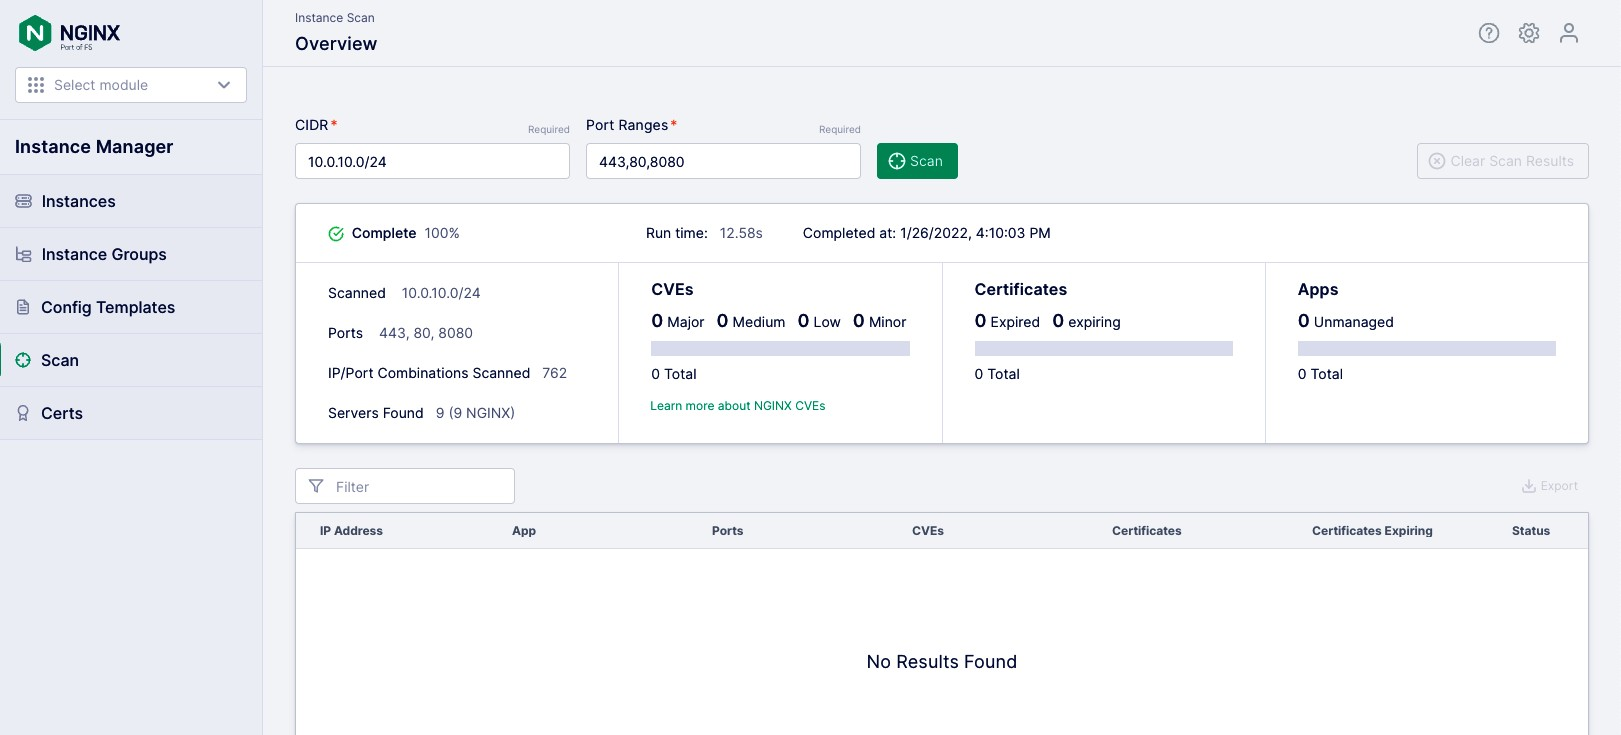 NGINX
Part of F5
Select module
Instance Manager
Instances
Instance Groups
Config Templates
Scan
Certs
Instance Scan
Overview
CIDR* Required
10.0.10.0/24
Port Ranges* Required
443,80,8080
Scan
Clear Scan Results
Complete 100% Run time: 12.58s Completed at: 1/26/2022, 4:10:03 PM
Scanned 10.0.10.0/24
Ports 443, 80, 8080
IP/Port Combinations Scanned 762
Servers Found 9 (9 NGINX)
CVEs
0 Major 0 Medium 0 Low 0 Minor
0 Total
Learn more about NGINX CVEs
Certificates
0 Expired 0 expiring
0 Total
Apps
0 Unmanaged
0 Total
Filter
Export
IP Address App Ports CVEs Certificates Certificates Expiring Status
No Results Found